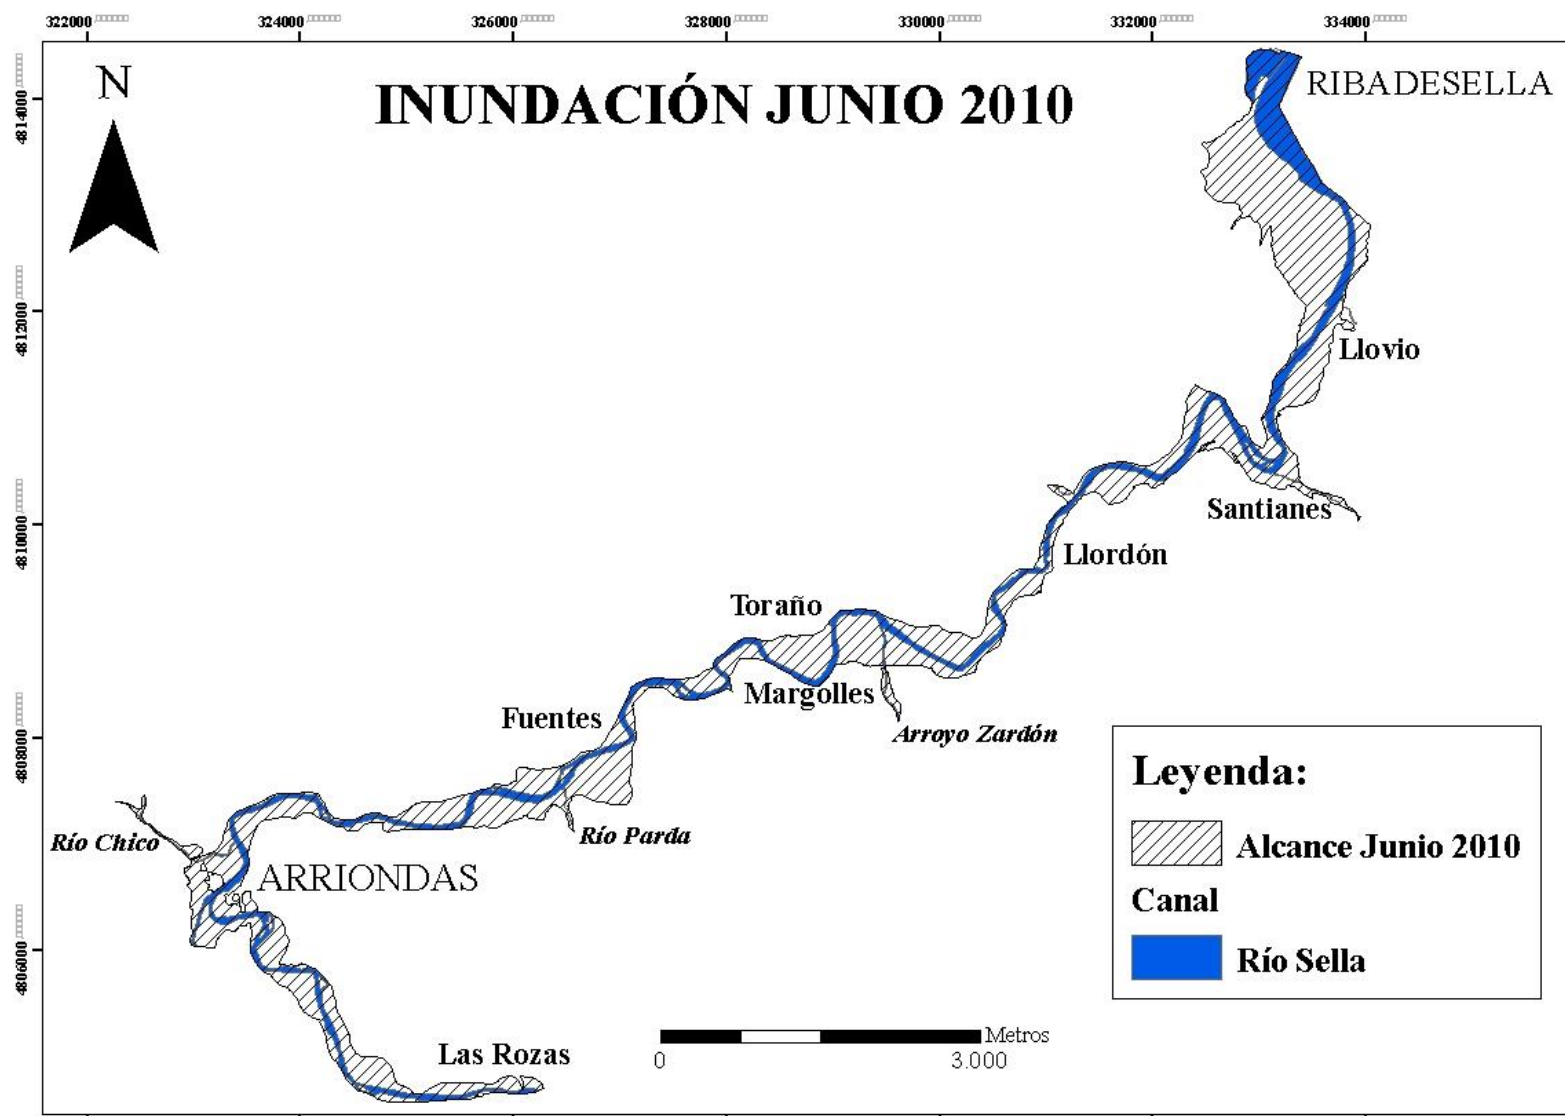 322000 324000 326000 328000 330000 332000 334000
N
INUNDACIÓN JUNIO 2010
RIBADESELLA
4814000
4812000
Llovio
Santianes
4810000
Llordón
Toraño
Margolles
Fuentes
Arroyo Zardón
4808000
Leyenda:
Río Chico
Río Parda
Alcance Junio 2010
ARRIONDAS
Canal
4806000
Río Sella
Metros
Las Rozas
0 3.000